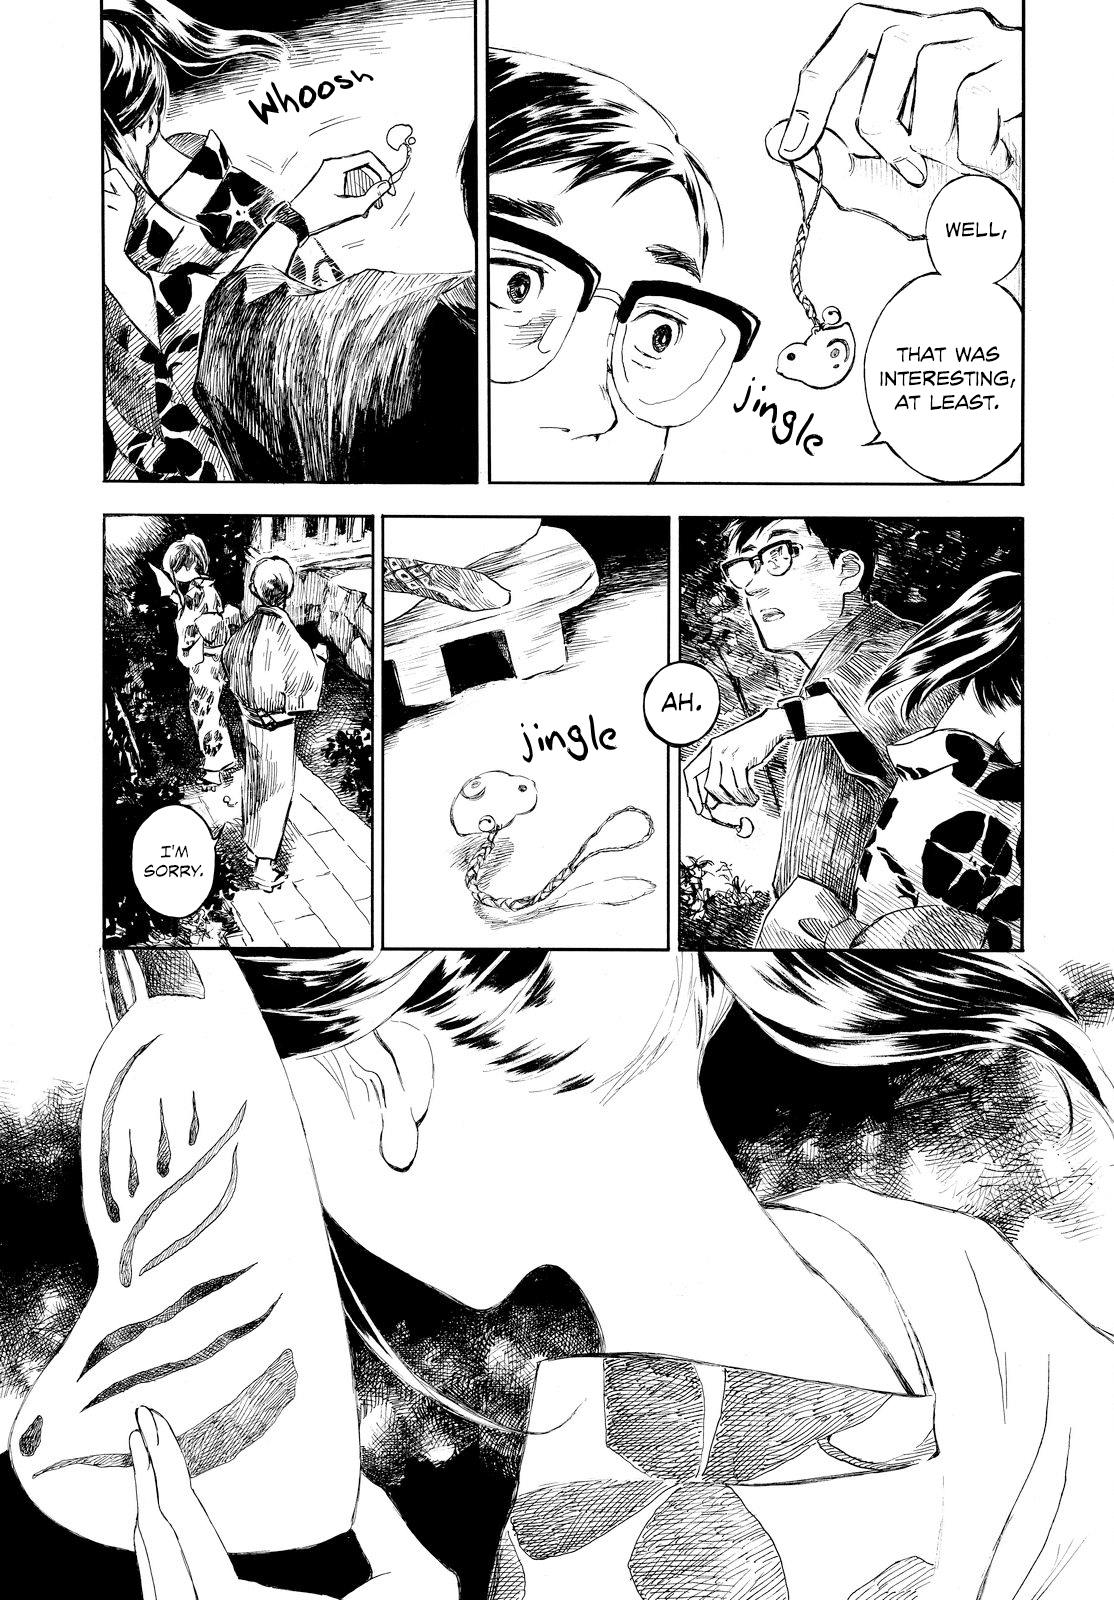 Whoosh
WELL,
THAT WAS
INTERESTING,
AT LEAST.
jingle
AH.
jingle
I'M
SORRY.